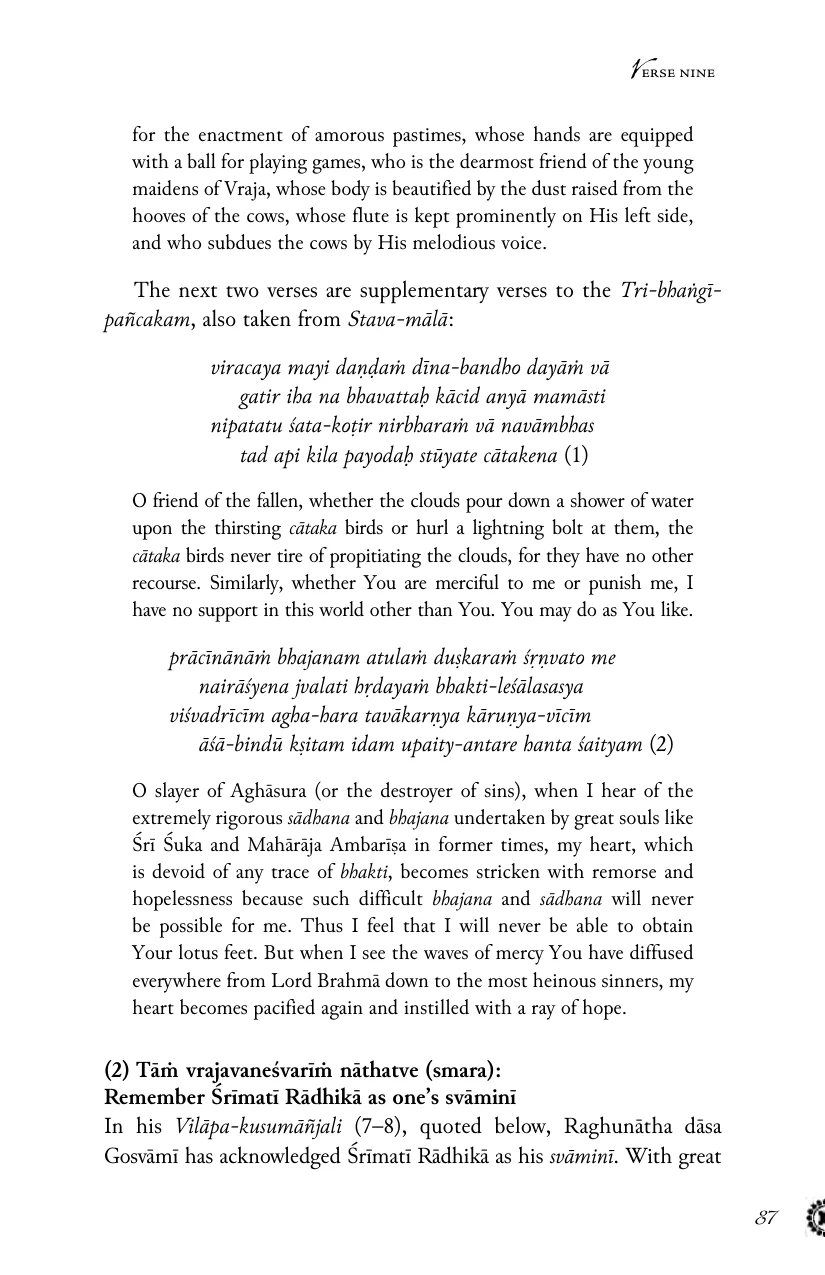 VERSE NINE
for the enactment of amorous pastimes, whose hands are equipped
with a ball for playing games, who is the dearmost friend of the young
maidens of Vraja, whose body is beautified by the dust raised from the
hooves of the cows, whose flute is kept prominently on His left side,
and who subdues the cows by His melodious voice.
The next two verses are supplementary verses to the Tri-bhaṅgī-
pañcakam, also taken from Stava-mālā:
viracaya mayi daṇḍaṁ dīna-bandho dayāṁ vā
gatir iha na bhavattaḥ kācid anyā mamāsti
nipatatu śata-koṭir nirbharaṁ vā navāmbhas
tad api kila payodaḥ stūyate cātakena (1)
O friend of the fallen, whether the clouds pour down a shower of water
upon the thirsting cātaka birds or hurl a lightning bolt at them, the
cātaka birds never tire of propitiating the clouds, for they have no other
recourse. Similarly, whether You are merciful to me or punish me, I
have no support in this world other than You. You may do as You like.
prācīnānāṁ bhajanam atulaṁ duṣkaraṁ śṛṇvato me
nairāśyena jvalati hṛdayaṁ bhakti-leśālasasya
viśvadrīcīm agha-hara tavākarṇya kāruṇya-vīcīm
āśā-bindū kṣitam idam upaity-antare hanta śaityam (2)
O slayer of Aghāsura (or the destroyer of sins), when I hear of the
extremely rigorous sādhana and bhajana undertaken by great souls like
Śrī Śuka and Mahārāja Ambarīṣa in former times, my heart, which
is devoid of any trace of bhakti, becomes stricken with remorse and
hopelessness because such difficult bhajana and sādhana will never
be possible for me. Thus I feel that I will never be able to obtain
Your lotus feet. But when I see the waves of mercy You have diffused
everywhere from Lord Brahmā down to the most heinous sinners, my
heart becomes pacified again and instilled with a ray of hope.
(2) Tāṁ vrajavaneśvarīṁ nāthatve (smara):
Remember Śrīmatī Rādhikā as one's svāminī
In his Vilāpa-kusumāñjali (7–8), quoted below, Raghunātha dāsa
Gosvāmī has acknowledged Śrīmatī Rādhikā as his svāminī. With great
87